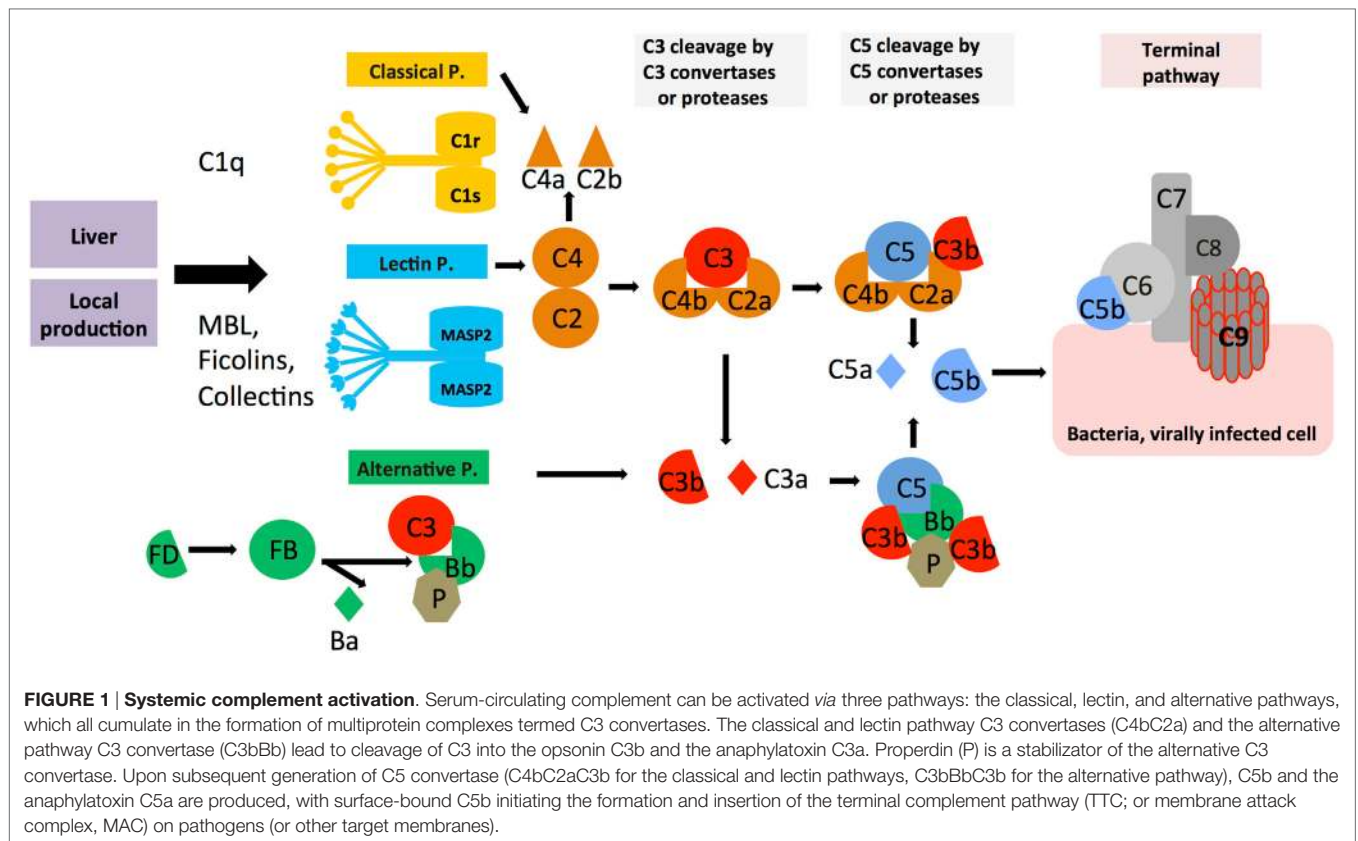 C3 cleavage by
C3 convertases
or proteases
C5 cleavage by
C5 convertases
or proteases
Terminal
pathway
Classical P.
C1q
C1r
C1s
C4a
C2b
C7
C8
C6
C5b
C9
Liver
Local
production
Lectin P.
C4
C2
C3
C4b
C2a
C5
C3b
C4b
C2a
MBL,
Ficolins,
Collectins
MASP2
MASP2
C5a
C5b
Bacteria, virally infected cell
Alternative P.
C3b
C3a
C5
Bb
C3b
C3b
P
FD
FB
C3
Bb
P
Ba
FIGURE 1 | Systemic complement activation. Serum-circulating complement can be activated via three pathways: the classical, lectin, and alternative pathways,
which all cumulate in the formation of multiprotein complexes termed C3 convertases. The classical and lectin pathway C3 convertases (C4bC2a) and the alternative
pathway C3 convertase (C3bBb) lead to cleavage of C3 into the opsonin C3b and the anaphylatoxin C3a. Properdin (P) is a stabilizator of the alternative C3
convertase. Upon subsequent generation of C5 convertase (C4bC2aC3b for the classical and lectin pathways, C3bBbC3b for the alternative pathway), C5b and the
anaphylatoxin C5a are produced, with surface-bound C5b initiating the formation and insertion of the terminal complement pathway (TTC; or membrane attack
complex, MAC) on pathogens (or other target membranes).